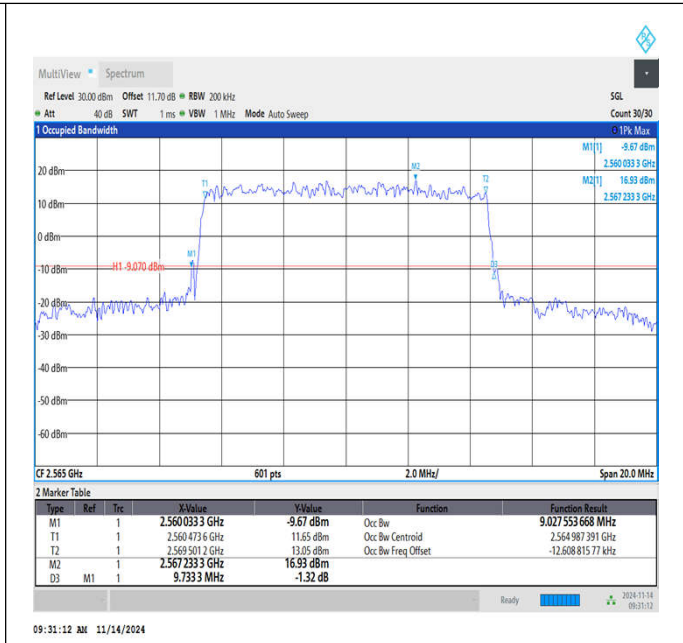 R&S
MultiView Spectrum
Ref Level 30.00 dBm Offset 11.70 dB RBW 200 kHz SGL
Att 40 dB SWT 1 ms VBW 1 MHz Mode Auto Sweep Count 30/30
1 Occupied Bandwidth 1Pk Max
M1[1] -9.67 dBm
2.560 033 3 GHz
M2[1] 16.93 dBm
2.567 233 3 GHz
20 dBm
T1 M2 T2
10 dBm
0 dBm
M1
H1 -9.070 dBm D3
-10 dBm
-20 dBm
-30 dBm
-40 dBm
-50 dBm
-60 dBm
CF 2.565 GHz 601 pts 2.0 MHz/ Span 20.0 MHz
2 Marker Table
Type Ref Trc X-Value Y-Value Function Function Result
M1 1 2.560 033 3 GHz -9.67 dBm Occ Bw 9.027 553 668 MHz
T1 1 2.560 473 6 GHz 11.65 dBm Occ Bw Centroid 2.564 987 391 GHz
T2 1 2.569 501 2 GHz 13.05 dBm Occ Bw Freq Offset -12.608 815 77 kHz
M2 1 2.567 233 3 GHz 16.93 dBm
D3 M1 1 9.733 3 MHz -1.32 dB
Ready 2024-11-14
09:31:12
09:31:12 AM 11/14/2024